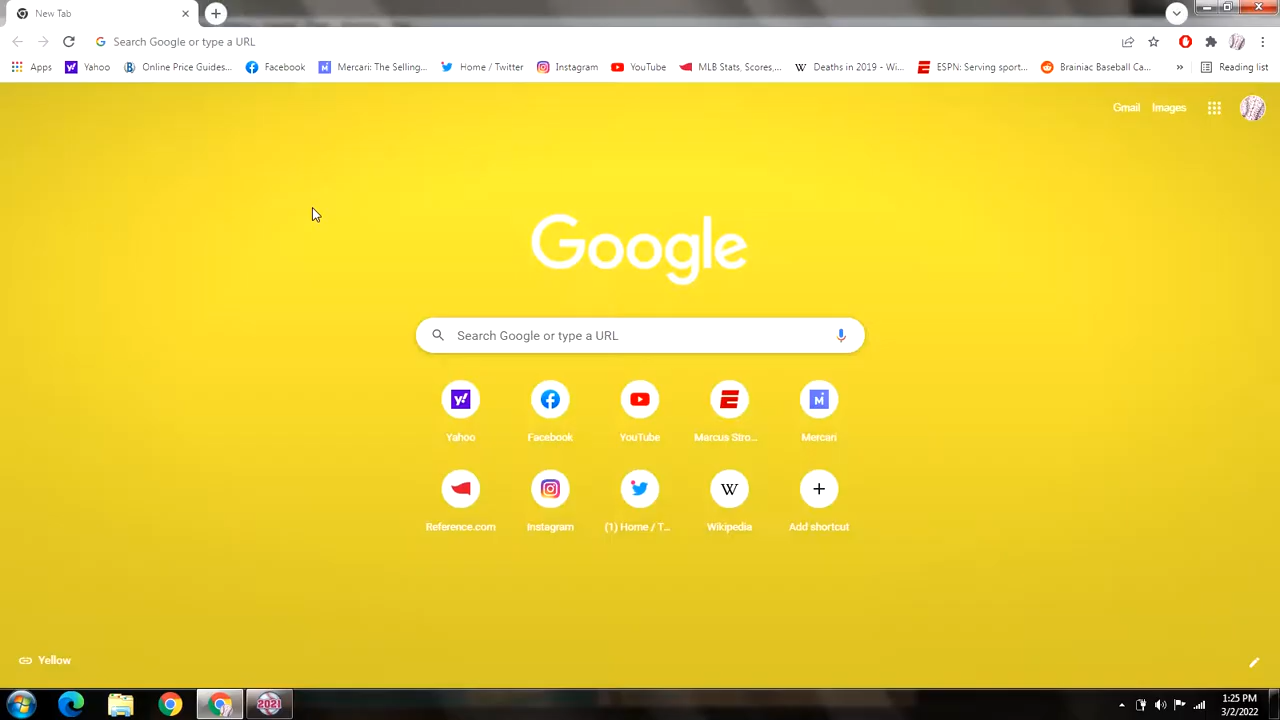 New Tab
Search Google or type a URL
Apps Yahoo Online Price Guides... Facebook Mercari: The Selling... Home / Twitter Instagram YouTube MLB Stats, Scores,... Deaths in 2019 - Wi... ESPN: Serving sport... Brainiac Baseball Ca... » Reading list
Gmail Images
Google
Search Google or type a URL
Yahoo Facebook YouTube Marcus Stro... Mercari
Reference.com Instagram (1) Home / T... Wikipedia Add shortcut
Yellow
2021
1:25 PM
3/2/2022